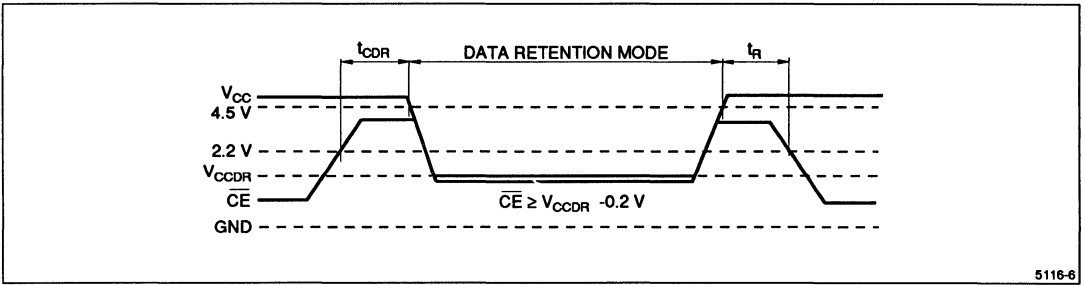 tCDR DATA RETENTION MODE tR
VCC
4.5 V
2.2 V
VCCDR
CE
CE ≥ VCCDR -0.2 V
GND
5116-6